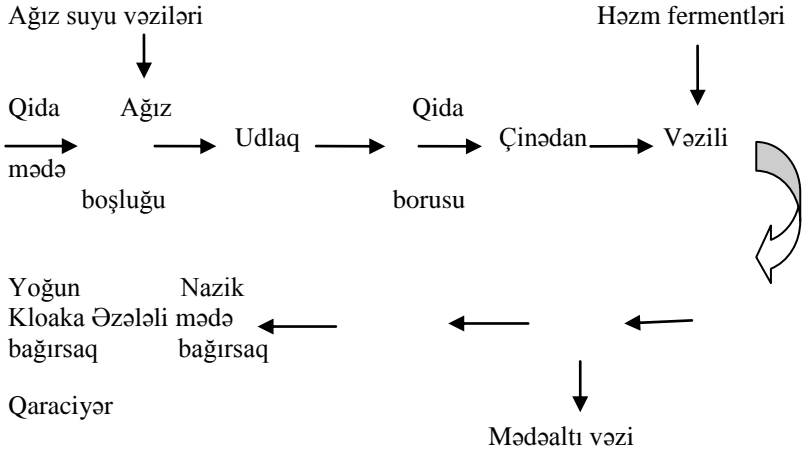 Ağız suyu vəziləri Həzm fermentləri
Qida Ağız Qida
Udlaq Çinədan Vəzili
mədə
boşluğu borusu
Yoğun Nazik
Kloaka Əzələli mədə
bağırsaq bağırsaq
Qaraciyər
Mədəaltı vəzi